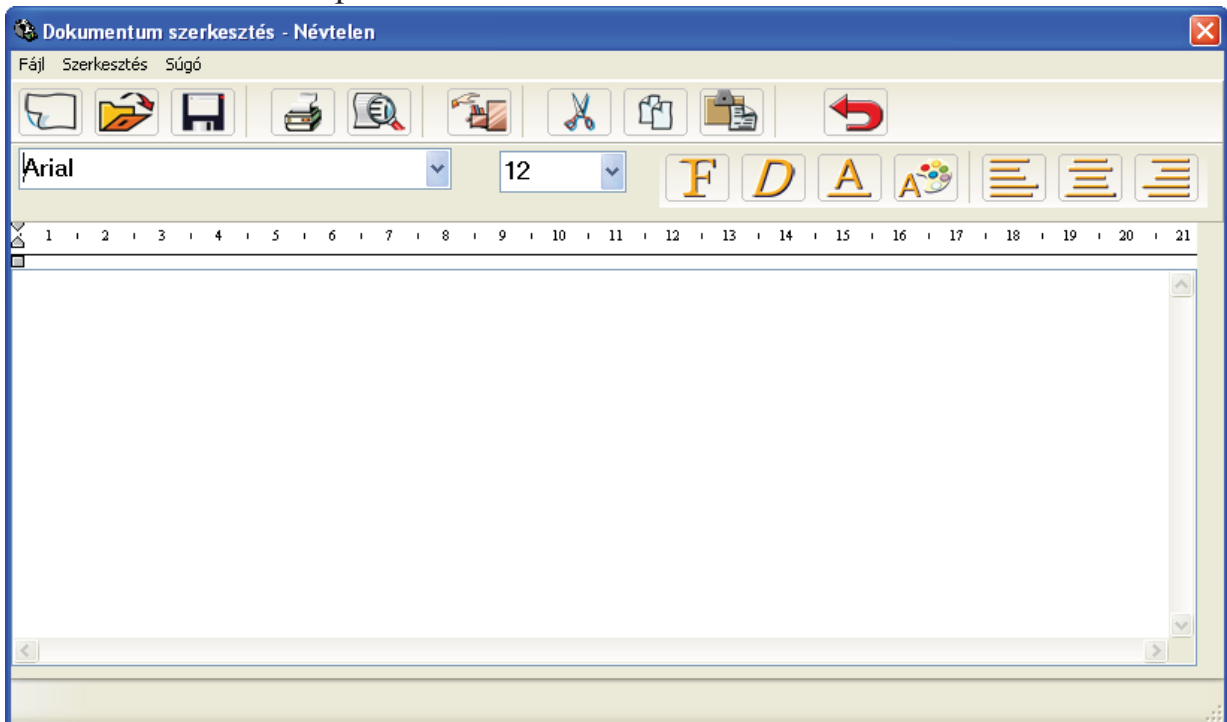 Dokumentum szerkesztés - Névtelen
Fájl Szerkesztés Súgó
Arial 12 F D A A
1 2 3 4 5 6 7 8 9 10 11 12 13 14 15 16 17 18 19 20 21